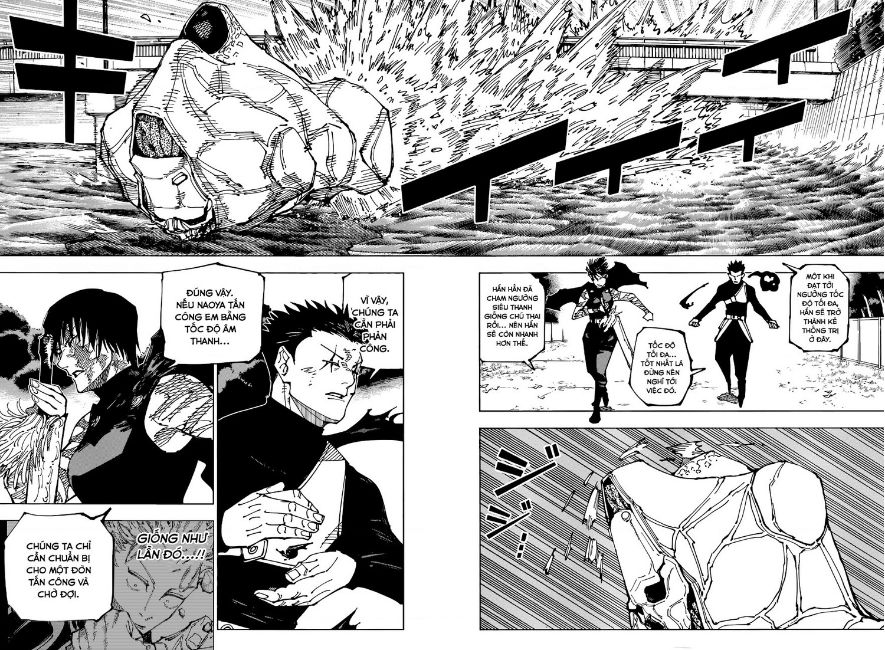 MỘT KHI
ĐẠT TỚI
NGƯỠNG TỐC
ĐỘ TỐI ĐA,
HẮN SẼ TRỞ
THÀNH KẺ
THỐNG TRỊ
Ở ĐÂY.
TỐC ĐỘ
TỐI ĐA...
TỐT NHẤT LÀ
ĐỪNG NÊN
NGHĨ TỚI
VIỆC ĐÓ.
HẲN HẮN ĐÃ
CHẠM NGƯỠNG
SIÊU THANH
GIỐNG CHÚ THAI
RỒI... NÊN HẮN
SẼ CÒN NHANH
HƠN THẾ.
VÌ VẬY,
CHÚNG TA
CẦN PHẢI
PHẢN
CÔNG.
ĐÚNG VẬY.
NẾU NAOYA TẤN
CÔNG EM BẰNG
TỐC ĐỘ ÂM
THANH...
GIỐNG NHƯ
LẦN ĐÓ...!!
CHÚNG TA CHỈ
CẦN CHUẨN BỊ
CHO MỘT ĐÒN
TẤN CÔNG VÀ
CHỜ ĐỢI.